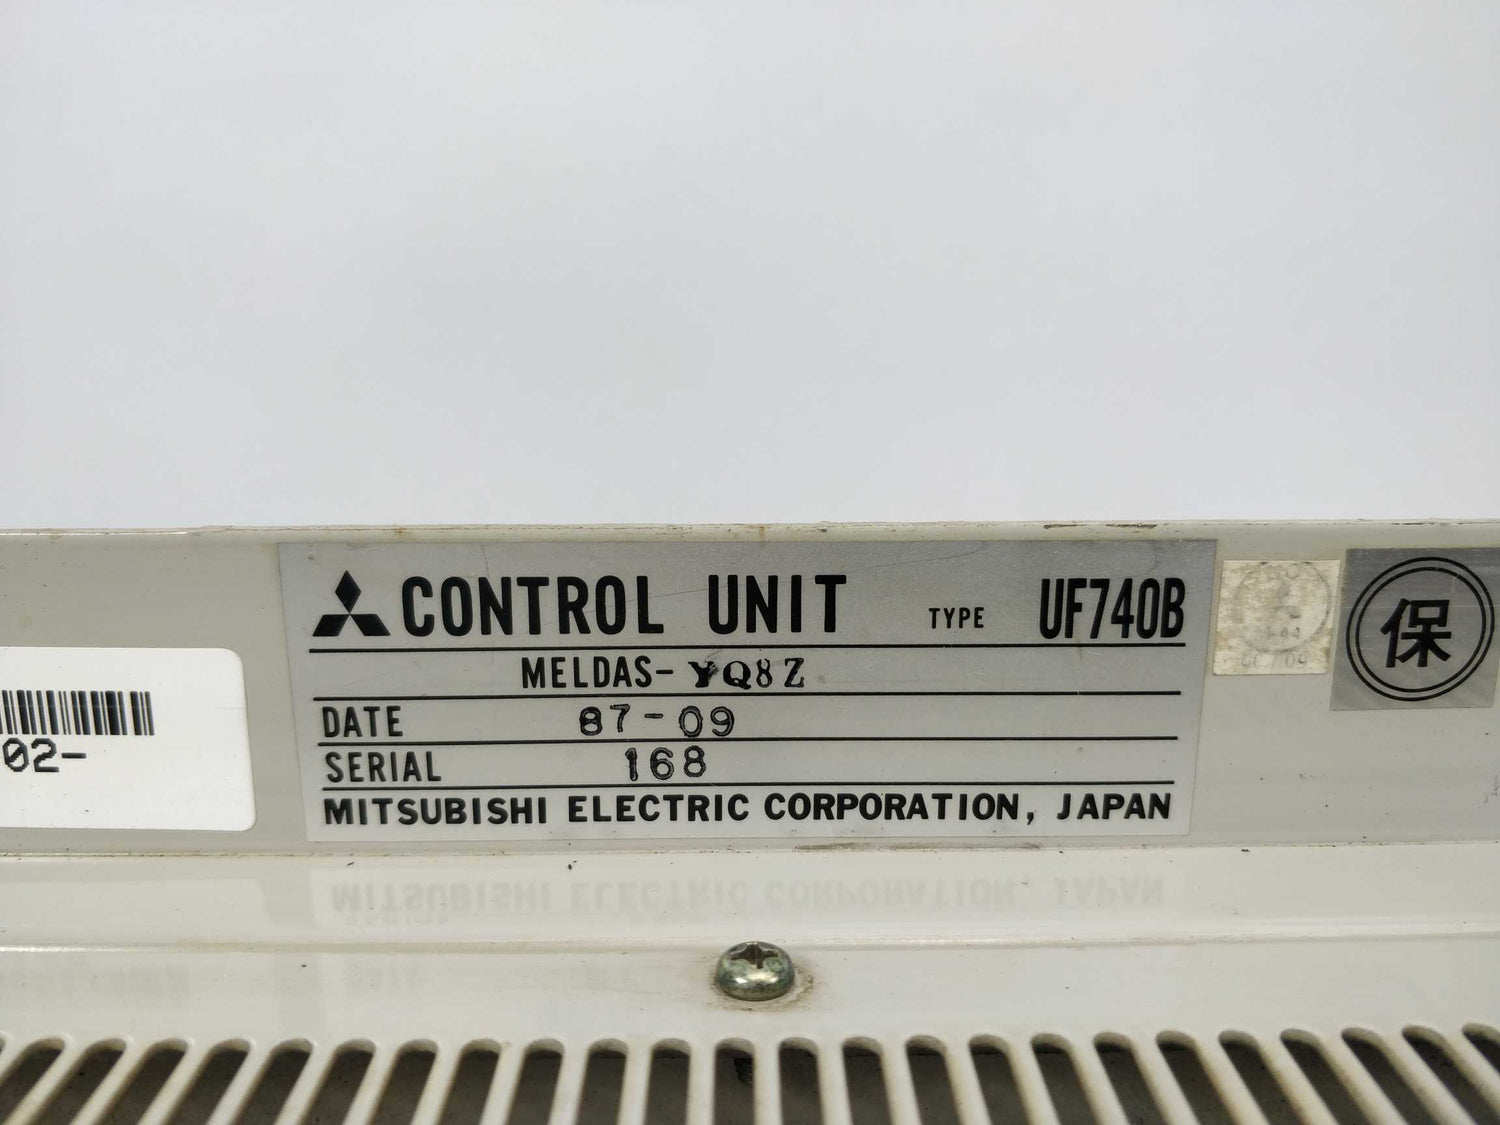 CONTROL UNIT TYPE UF740B
MELDAS-YQ8Z
DATE 87-09
SERIAL 168
MITSUBISHI ELECTRIC CORPORATION, JAPAN
02-
保